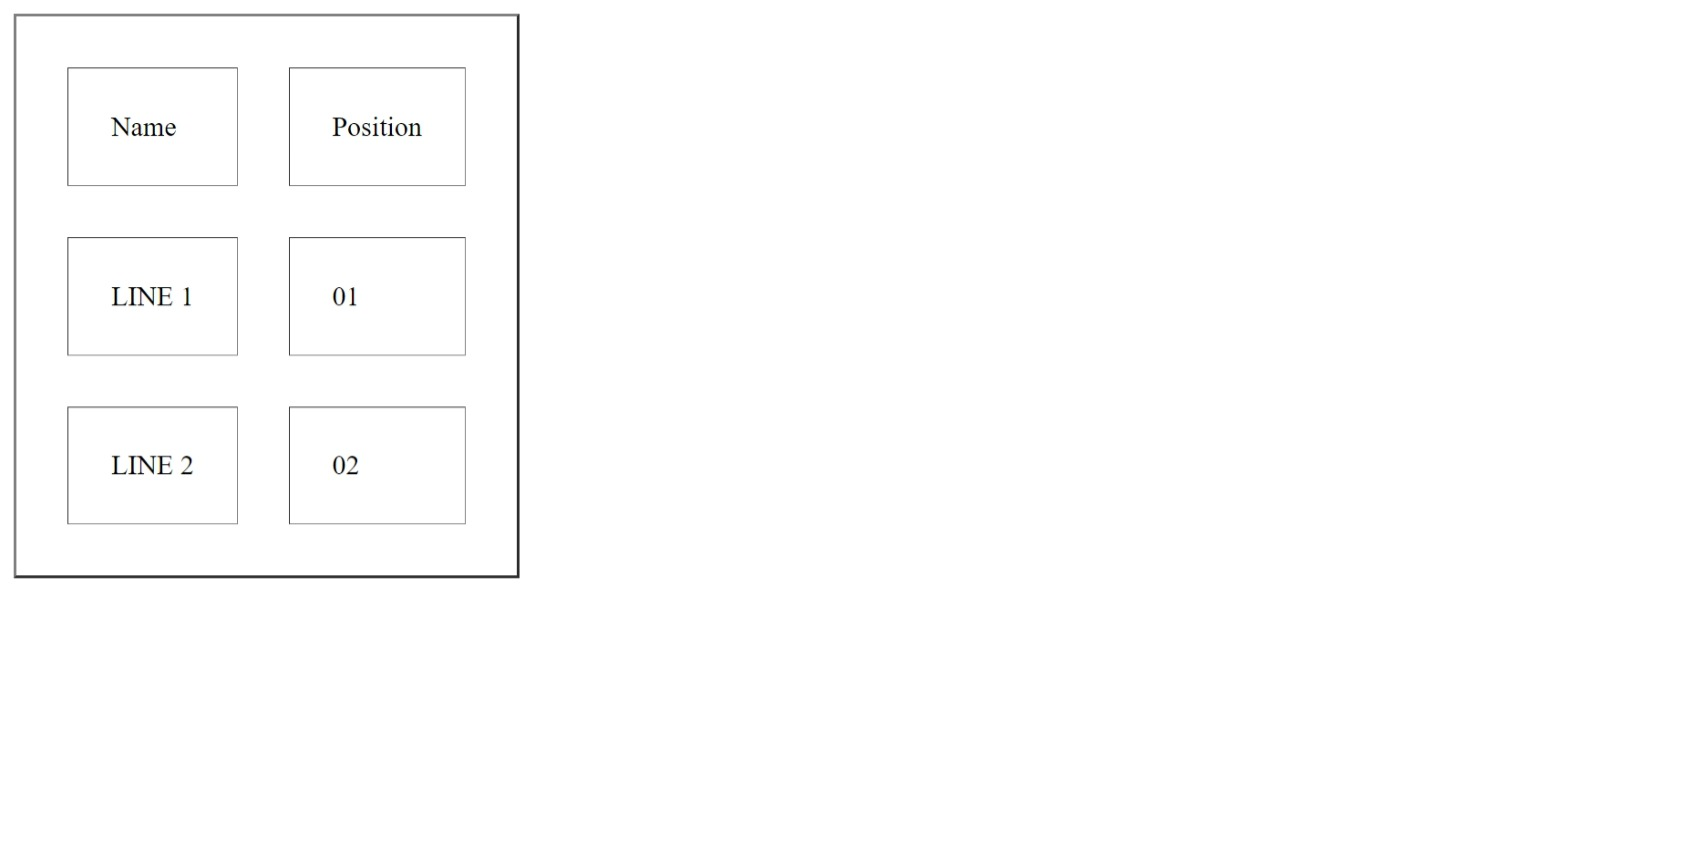 Name Position
LINE 1 01
LINE 2 02